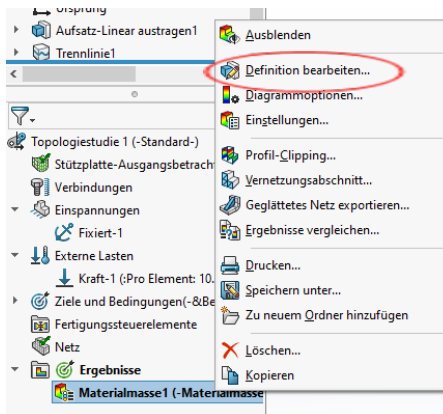 Ursprung
Aufsatz-Linear austragen1
Trennlinie1
Topologiestudie 1 (-Standard-)
Stützplatte-Ausgangsbetrach
Verbindungen
Einspannungen
Fixiert-1
Externe Lasten
Kraft-1 (:Pro Element: 10.
Ziele und Bedingungen(-&Be
Fertigungssteuerelemente
Netz
Ergebnisse
Materialmasse1 (-Materialmasse
Ausblenden
Definition bearbeiten...
Diagrammoptionen...
Einstellungen...
Profil-Clipping...
Vernetzungsabschnitt...
Geglättetes Netz exportieren...
Ergebnisse vergleichen...
Drucken...
Speichern unter...
Zu neuem Ordner hinzufügen
Löschen...
Kopieren